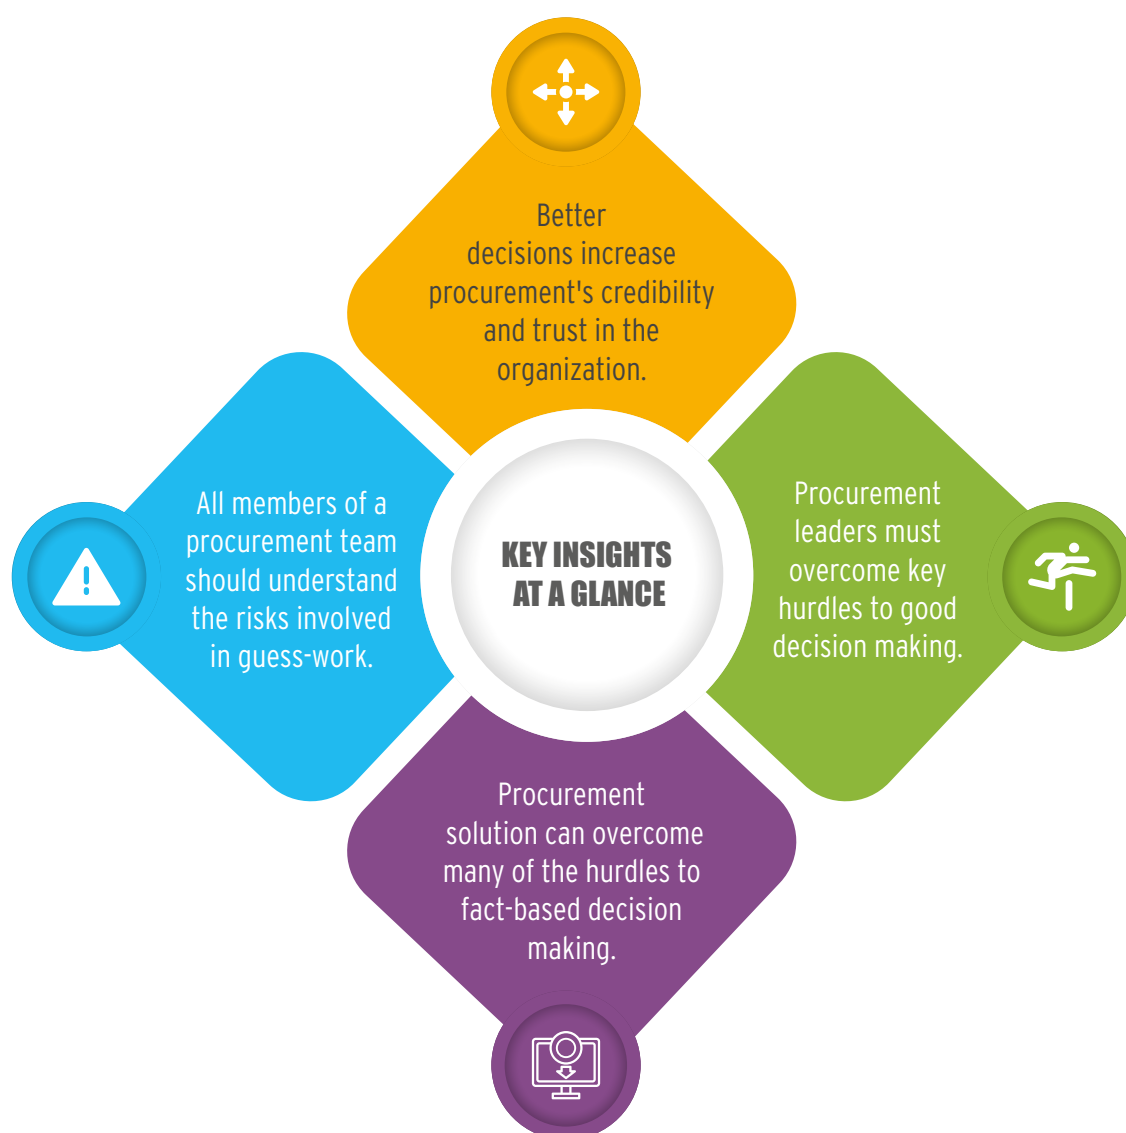 Better
decisions increase
procurement's credibility
and trust in the
organization.
All members of a
procurement team
should understand
the risks involved
in guess-work.
KEY INSIGHTS
AT A GLANCE
Procurement
leaders must
overcome key
hurdles to good
decision making.
Procurement
solution can overcome
many of the hurdles to
fact-based decision
making.